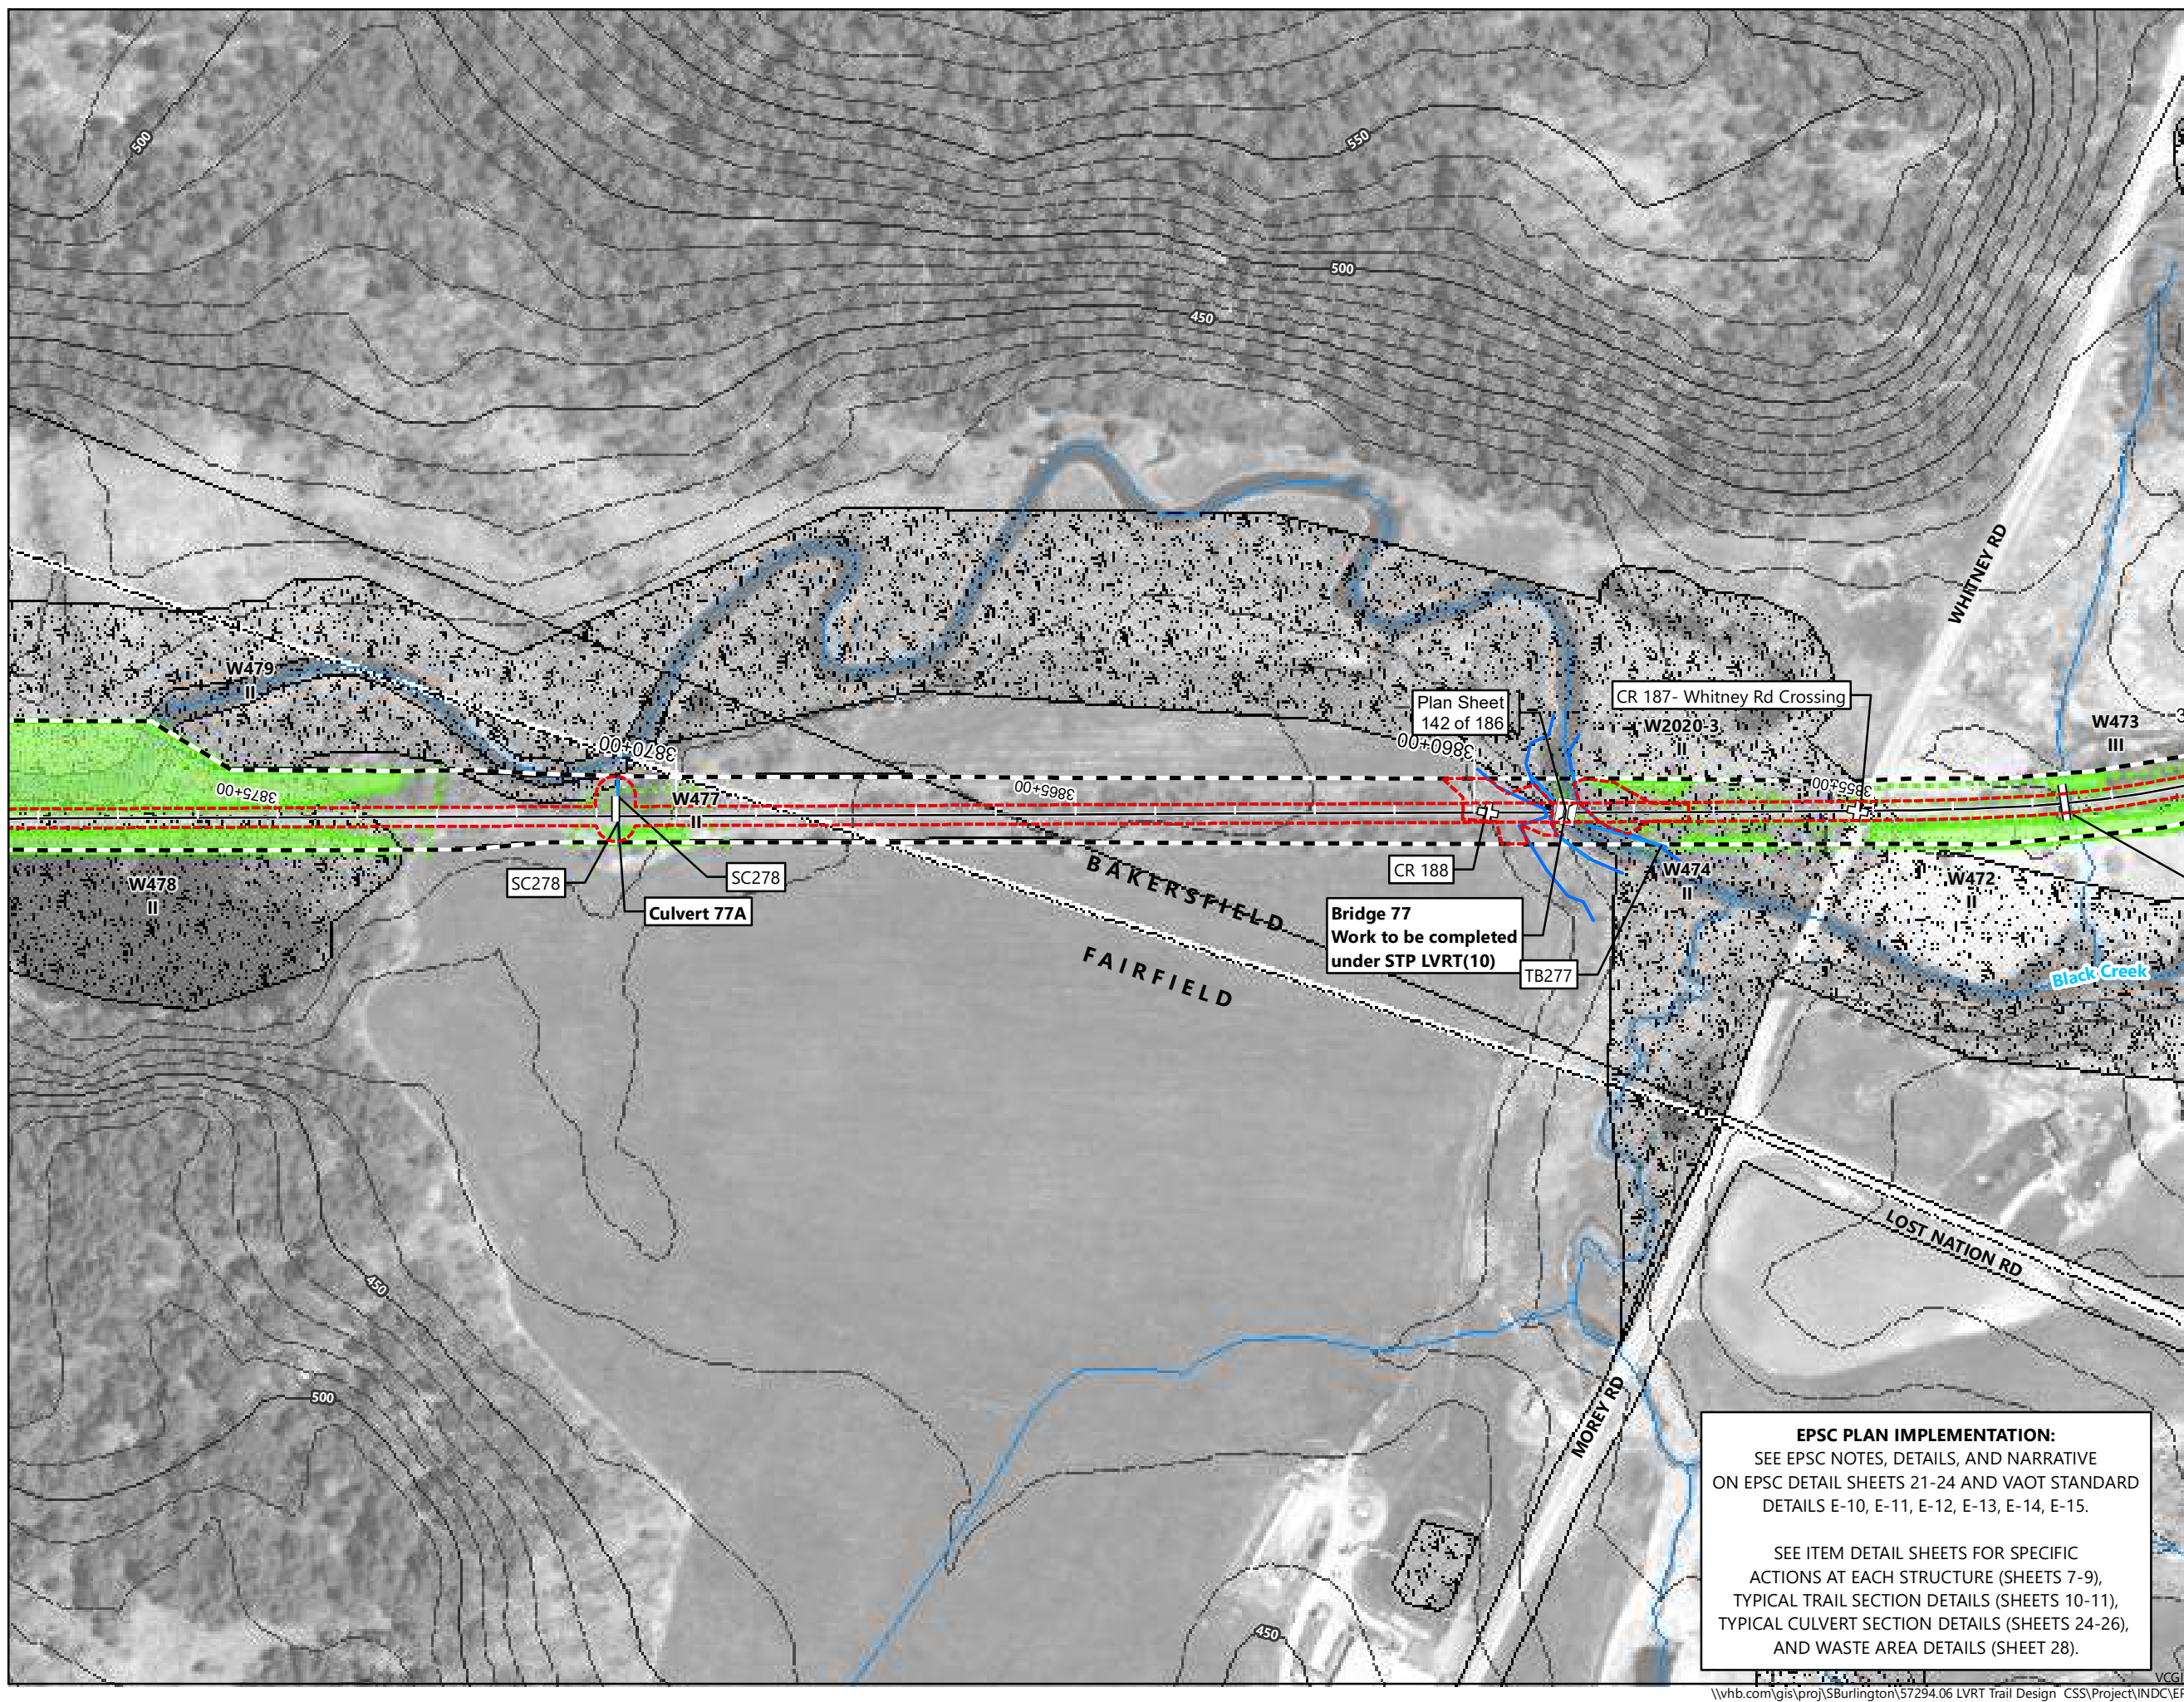 500
550
500
450
WHITNEY RD
W479
II
3870+00
3875+00
W477
II
3865+00
3860+00
Plan Sheet
142 of 186
CR 187- Whitney Rd Crossing
W2020-3
II
3855+00
W473
III
W478
II
SC278
SC278
Culvert 77A
BAKERSFIELD
FAIRFIELD
CR 188
Bridge 77
Work to be completed
under STP LVRT(10)
TB277
W474
II
W472
II
Black Creek
LOST NATION RD
MOREY RD
450
500
450
EPSC PLAN IMPLEMENTATION:
SEE EPSC NOTES, DETAILS, AND NARRATIVE
ON EPSC DETAIL SHEETS 21-24 AND VAOT STANDARD
DETAILS E-10, E-11, E-12, E-13, E-14, E-15.
SEE ITEM DETAIL SHEETS FOR SPECIFIC
ACTIONS AT EACH STRUCTURE (SHEETS 7-9),
TYPICAL TRAIL SECTION DETAILS (SHEETS 10-11),
TYPICAL CULVERT SECTION DETAILS (SHEETS 24-26),
AND WASTE AREA DETAILS (SHEET 28).
VCGI
\\vhb.com\gis\proj\SBurlington\57294.06 LVRT Trail Design CSS\Project\INDC\